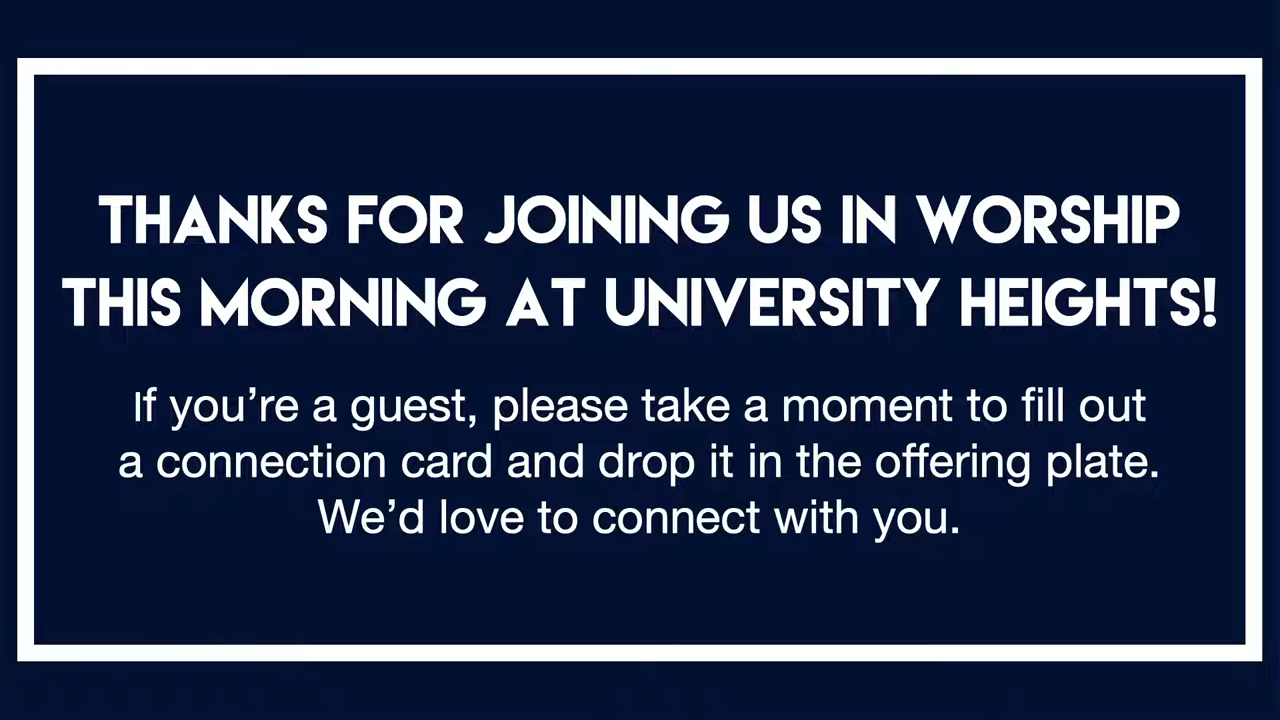 THANKS FOR JOINING US IN WORSHIP
THIS MORNING AT UNIVERSITY HEIGHTS!
If you’re a guest, please take a moment to fill out
a connection card and drop it in the offering plate.
We’d love to connect with you.